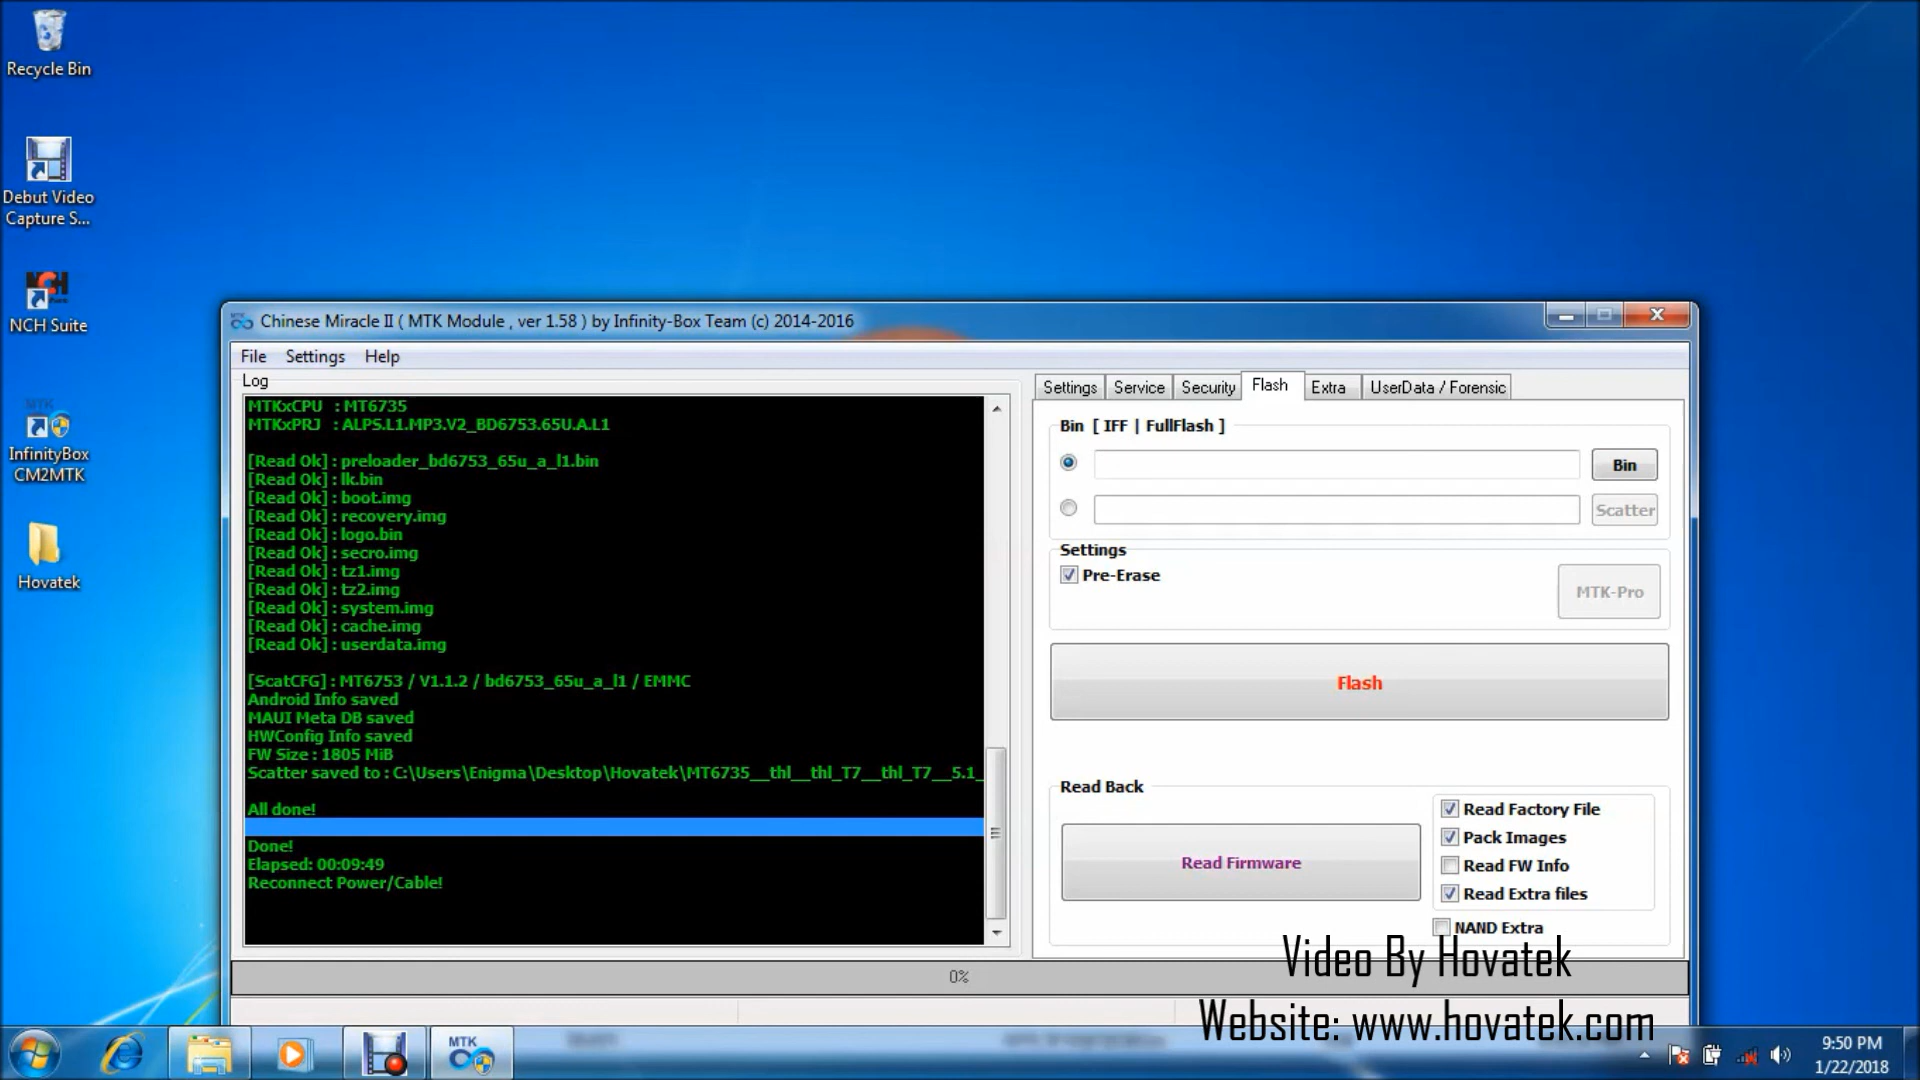 Recycle Bin
Debut Video
Capture S...
NCH Suite
InfinityBox
CM2MTK
Hovatek
Chinese Miracle II ( MTK Module , ver 1.58 ) by Infinity-Box Team (c) 2014-2016
File Settings Help
Log
MTKxCPU : MT6735
MTKxPRJ : ALPS.L1.MP3.V2_BD6753.65U.A.L1
[Read Ok] : preloader_bd6753_65u_a_l1.bin
[Read Ok] : lk.bin
[Read Ok] : boot.img
[Read Ok] : recovery.img
[Read Ok] : logo.bin
[Read Ok] : secro.img
[Read Ok] : tz1.img
[Read Ok] : tz2.img
[Read Ok] : system.img
[Read Ok] : cache.img
[Read Ok] : userdata.img
[ScatCFG] : MT6753 / V1.1.2 / bd6753_65u_a_l1 / EMMC
Android Info saved
MAUI Meta DB saved
HWConfig Info saved
FW Size : 1805 MiB
Scatter saved to : C:\Users\Enigma\Desktop\Hovatek\MT6735__thl__thl_T7__thl_T7__5.1_
All done!
Done!
Elapsed: 00:09:49
Reconnect Power/Cable!
Settings Service Security Flash Extra UserData / Forensic
Bin [ IFF | FullFlash ]
Bin
Scatter
Settings
Pre-Erase
MTK-Pro
Flash
Read Back
Read Firmware
Read Factory File
Pack Images
Read FW Info
Read Extra files
NAND Extra
0%
Video By Hovatek
Website: www.hovatek.com
MTK
9:50 PM
1/22/2018